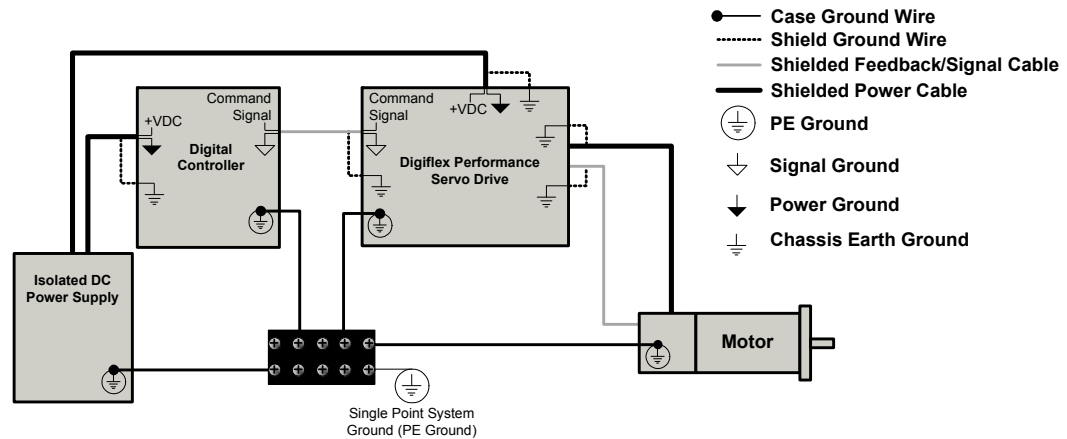 Case Ground Wire
Shield Ground Wire
Shielded Feedback/Signal Cable
Shielded Power Cable
PE Ground
Signal Ground
Power Ground
Chassis Earth Ground
+VDC
Command
Signal
Digital
Controller
Command
Signal
+VDC
Digiflex Performance
Servo Drive
Isolated DC
Power Supply
Motor
Single Point System
Ground (PE Ground)